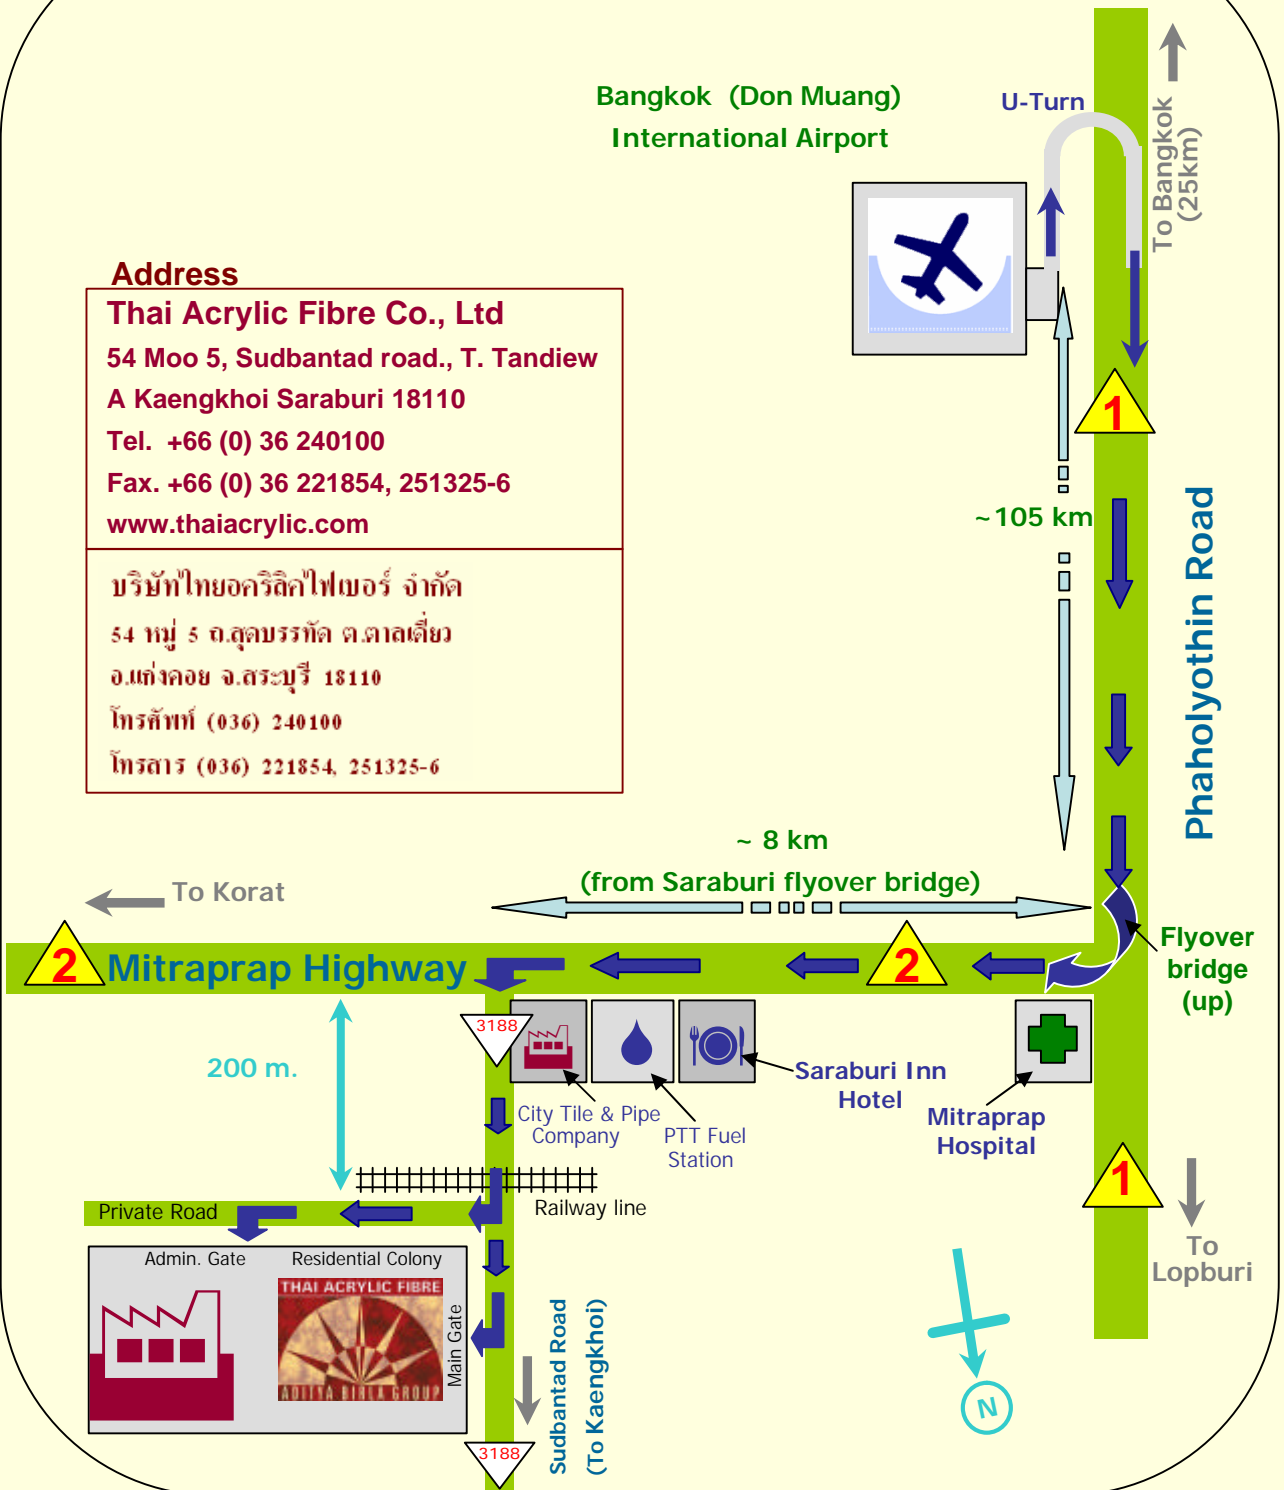 Bangkok (Don Muang)
International Airport
U-Turn
To Bangkok
(25km)
Address
Thai Acrylic Fibre Co., Ltd
54 Moo 5, Sudbantad road., T. Tandiew
A Kaengkhoi Saraburi 18110
Tel. +66 (0) 36 240100
Fax. +66 (0) 36 221854, 251325-6
www.thaiacrylic.com
บริษัทไทยอคริลิคไฟเบอร์ จำกัด
54 หมู่ 5 ถ.สุดบรรทัด ต.ตาลเดี่ยว
อ.แก่งคอย จ.สระบุรี 18110
โทรศัพท์ (036) 240100
โทรสาร (036) 221854, 251325-6
1
~105 km
Phaholyothin Road
~ 8 km
(from Saraburi flyover bridge)
To Korat
2
Mitraprap Highway
2
Flyover
bridge
(up)
3188
200 m.
City Tile & Pipe
Company
PTT Fuel
Station
Saraburi Inn
Hotel
Mitraprap
Hospital
1
To
Lopburi
Railway line
Private Road
Admin. Gate
Residential Colony
THAI ACRYLIC FIBRE
ADITYA BIRLA GROUP
Main Gate
Sudbantad Road
(To Kaengkhoi)
3188
N